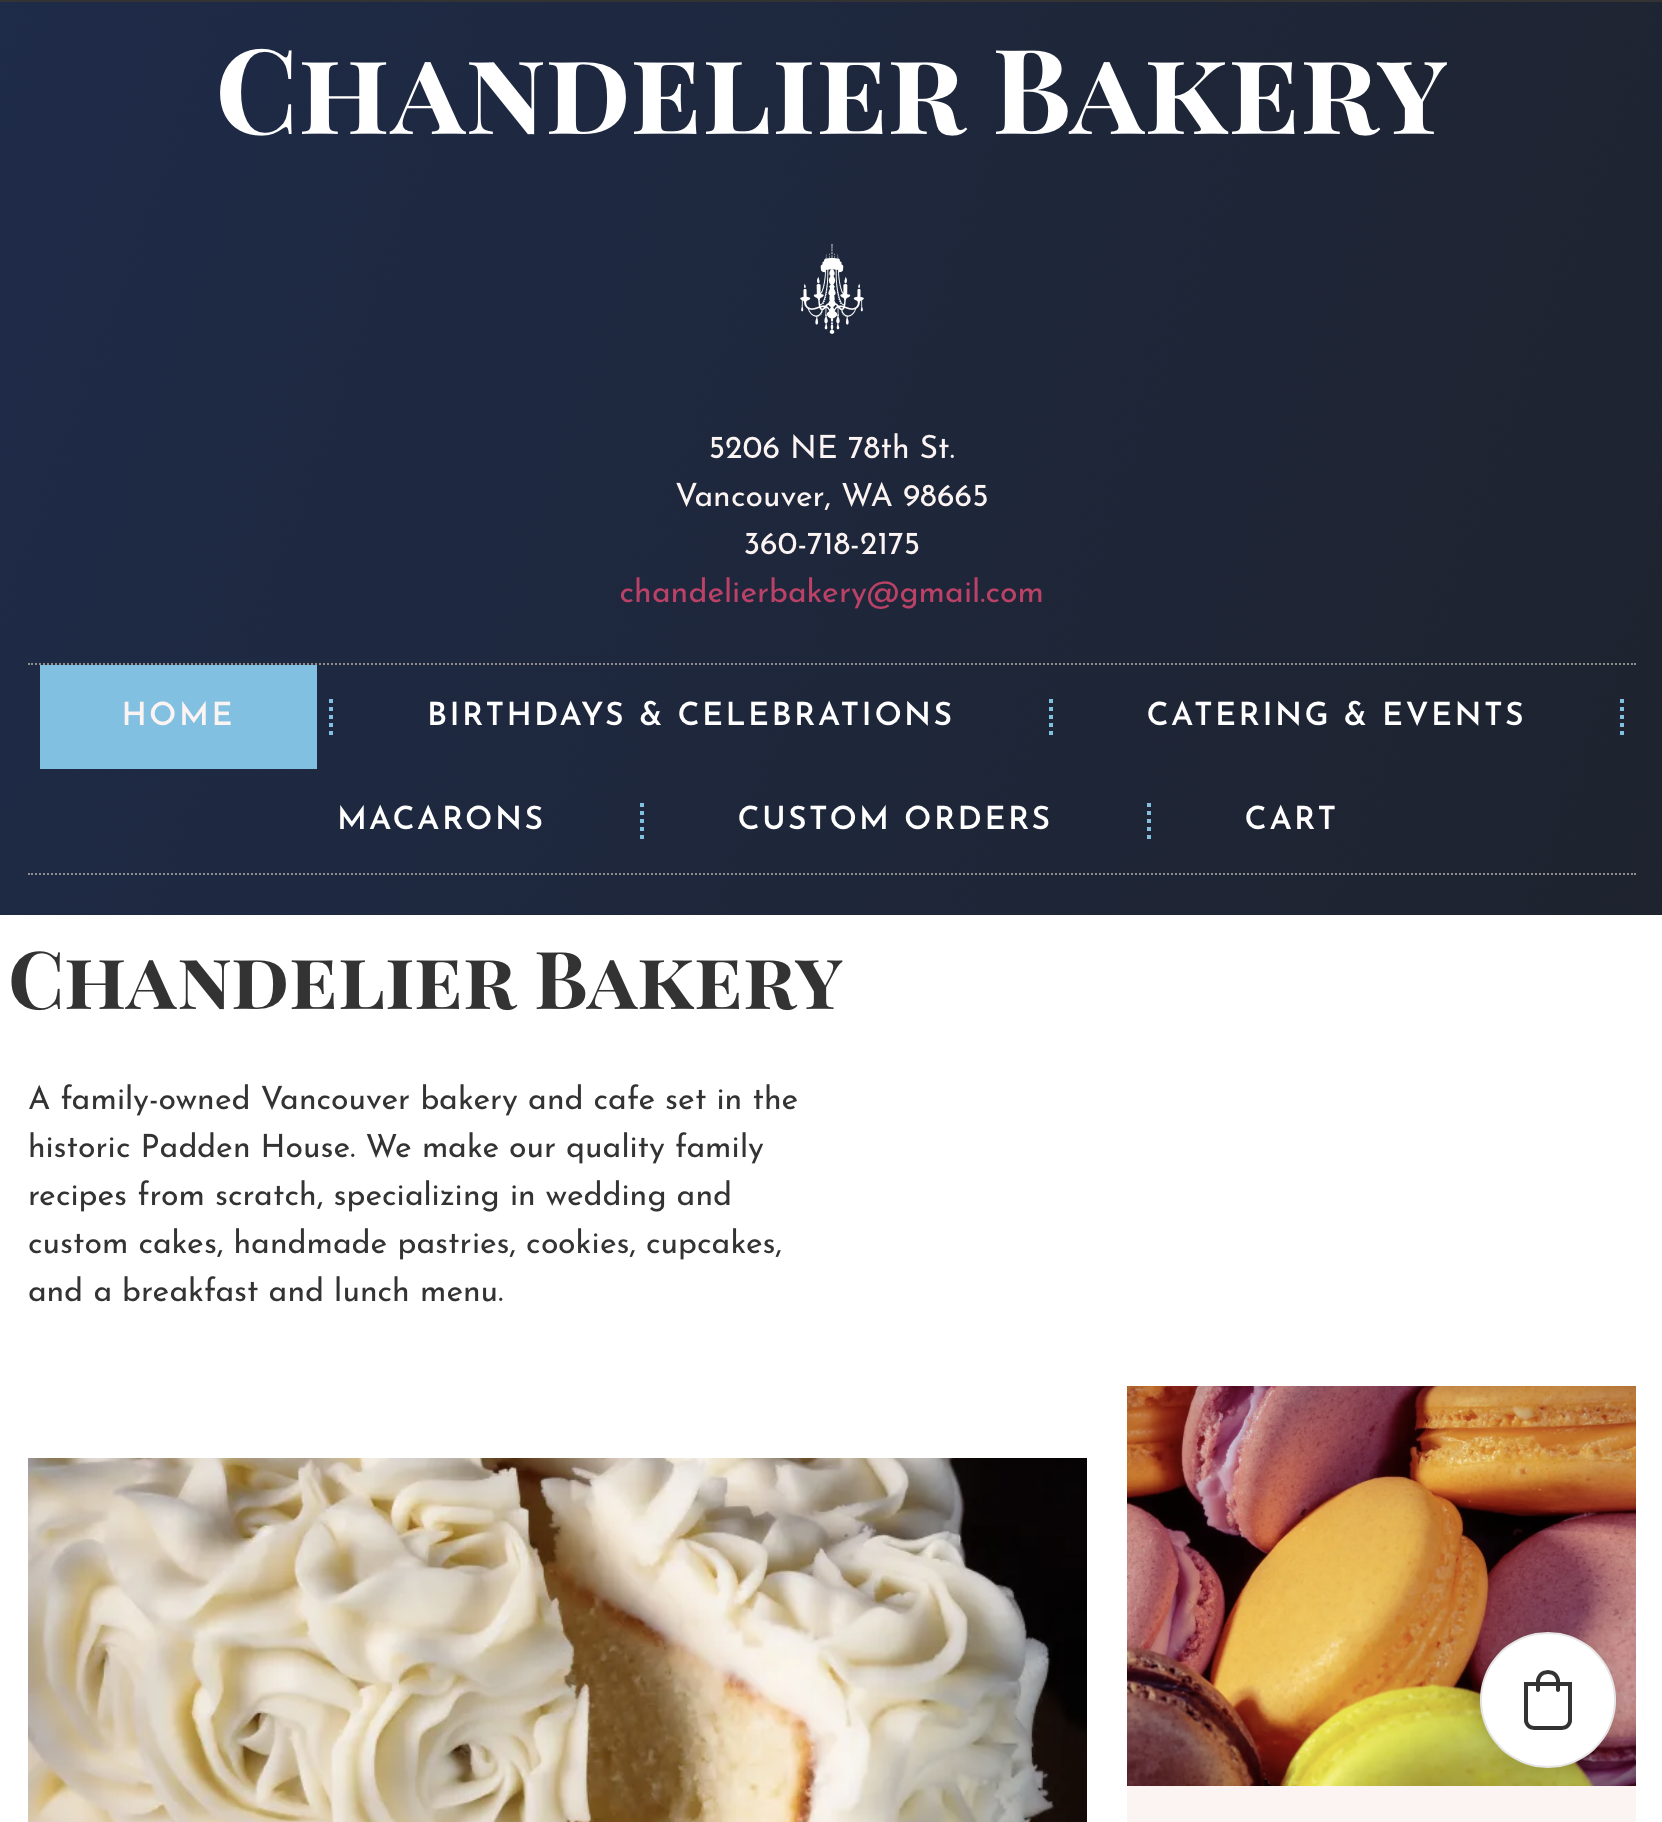 Chandelier Bakery
5206 NE 78th St.
Vancouver, WA 98665
360-718-2175
chandelierbakery@gmail.com
HOME
BIRTHDAYS & CELEBRATIONS
CATERING & EVENTS
MACARONS
CUSTOM ORDERS
CART
Chandelier Bakery
A family-owned Vancouver bakery and cafe set in the
historic Padden House. We make our quality family
recipes from scratch, specializing in wedding and
custom cakes, handmade pastries, cookies, cupcakes,
and a breakfast and lunch menu.